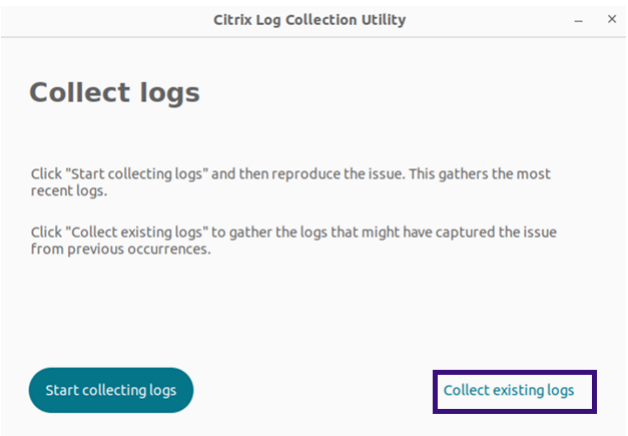 Citrix Log Collection Utility
Collect logs
Click "Start collecting logs" and then reproduce the issue. This gathers the most
recent logs.
Click "Collect existing logs" to gather the logs that might have captured the issue
from previous occurrences.
Start collecting logs
Collect existing logs